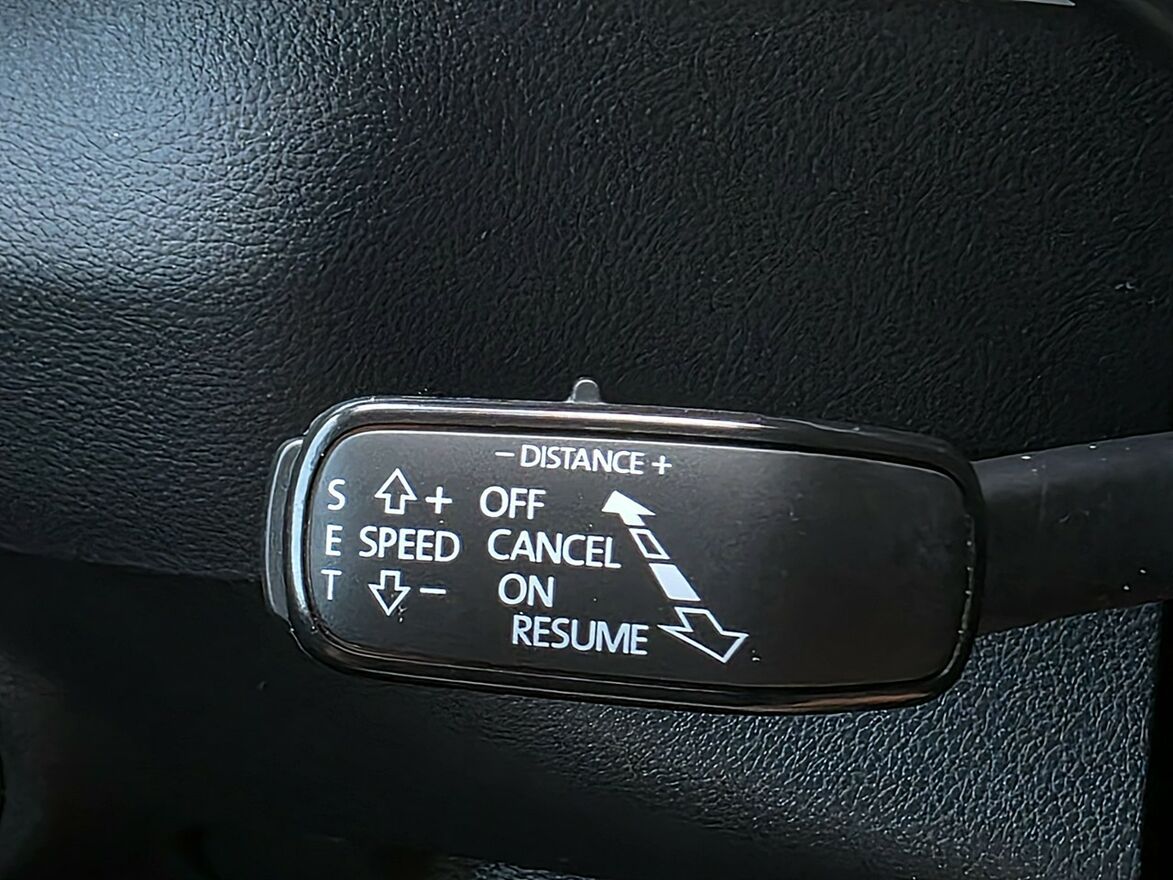 – DISTANCE +
S + OFF
E SPEED CANCEL
T – ON
RESUME